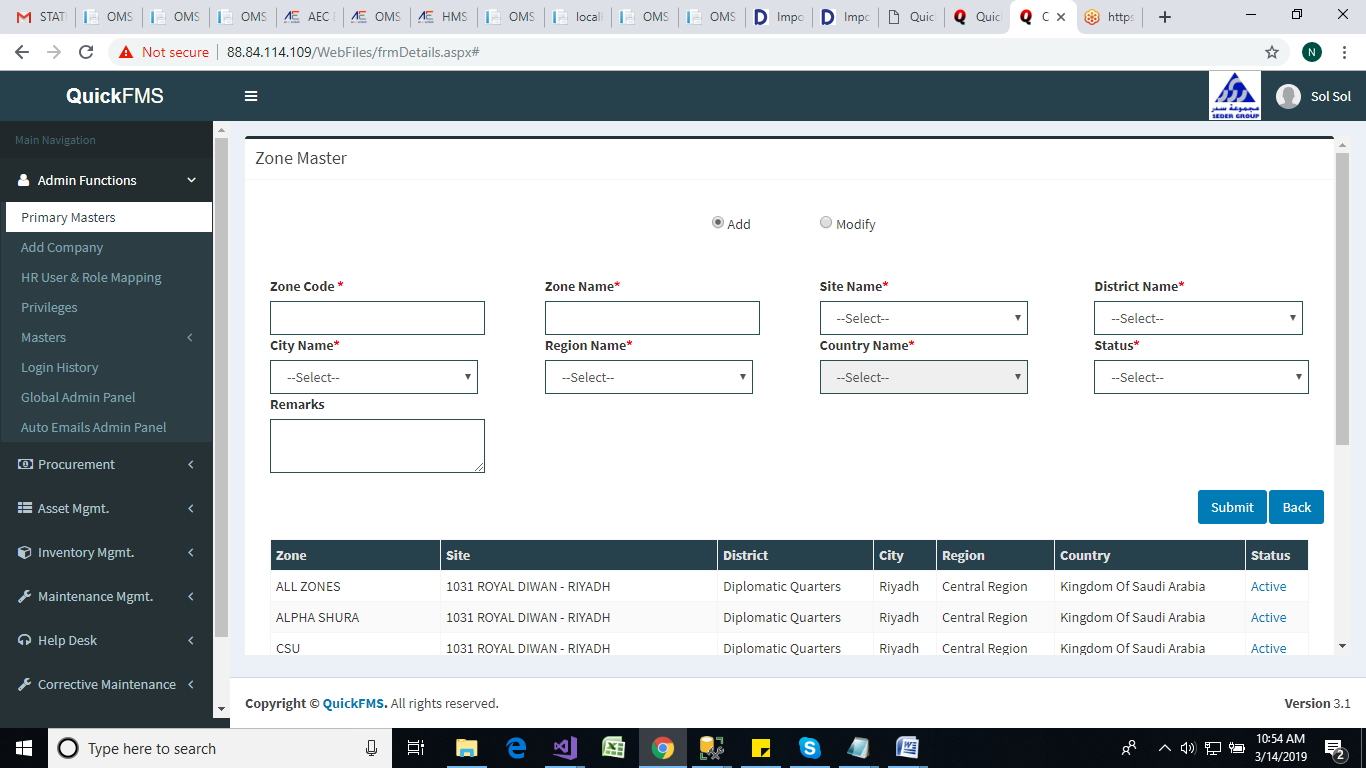 STAT
OMS
OMS
OMS
AEC
OMS
HMS
OMS
local
OMS
OMS
Impo
Impo
Quic
Quic
https
Not secure
88.84.114.109/WebFiles/frmDetails.aspx#
N
QuickFMS
مجموعة سدر
SEDER GROUP
Sol Sol
Main Navigation
Admin Functions
Primary Masters
Add Company
HR User & Role Mapping
Privileges
Masters
Login History
Global Admin Panel
Auto Emails Admin Panel
Procurement
Asset Mgmt.
Inventory Mgmt.
Maintenance Mgmt.
Help Desk
Corrective Maintenance
Zone Master
Add Modify
Zone Code * Zone Name* Site Name* District Name*
--Select-- --Select--
City Name* Region Name* Country Name* Status*
--Select-- --Select-- --Select-- --Select--
Remarks
Submit Back
Zone Site District City Region Country Status
ALL ZONES 1031 ROYAL DIWAN - RIYADH Diplomatic Quarters Riyadh Central Region Kingdom Of Saudi Arabia Active
ALPHA SHURA 1031 ROYAL DIWAN - RIYADH Diplomatic Quarters Riyadh Central Region Kingdom Of Saudi Arabia Active
CSU 1031 ROYAL DIWAN - RIYADH Diplomatic Quarters Riyadh Central Region Kingdom Of Saudi Arabia Active
Copyright © QuickFMS. All rights reserved.
Version 3.1
Type here to search
10:54 AM
3/14/2019
2